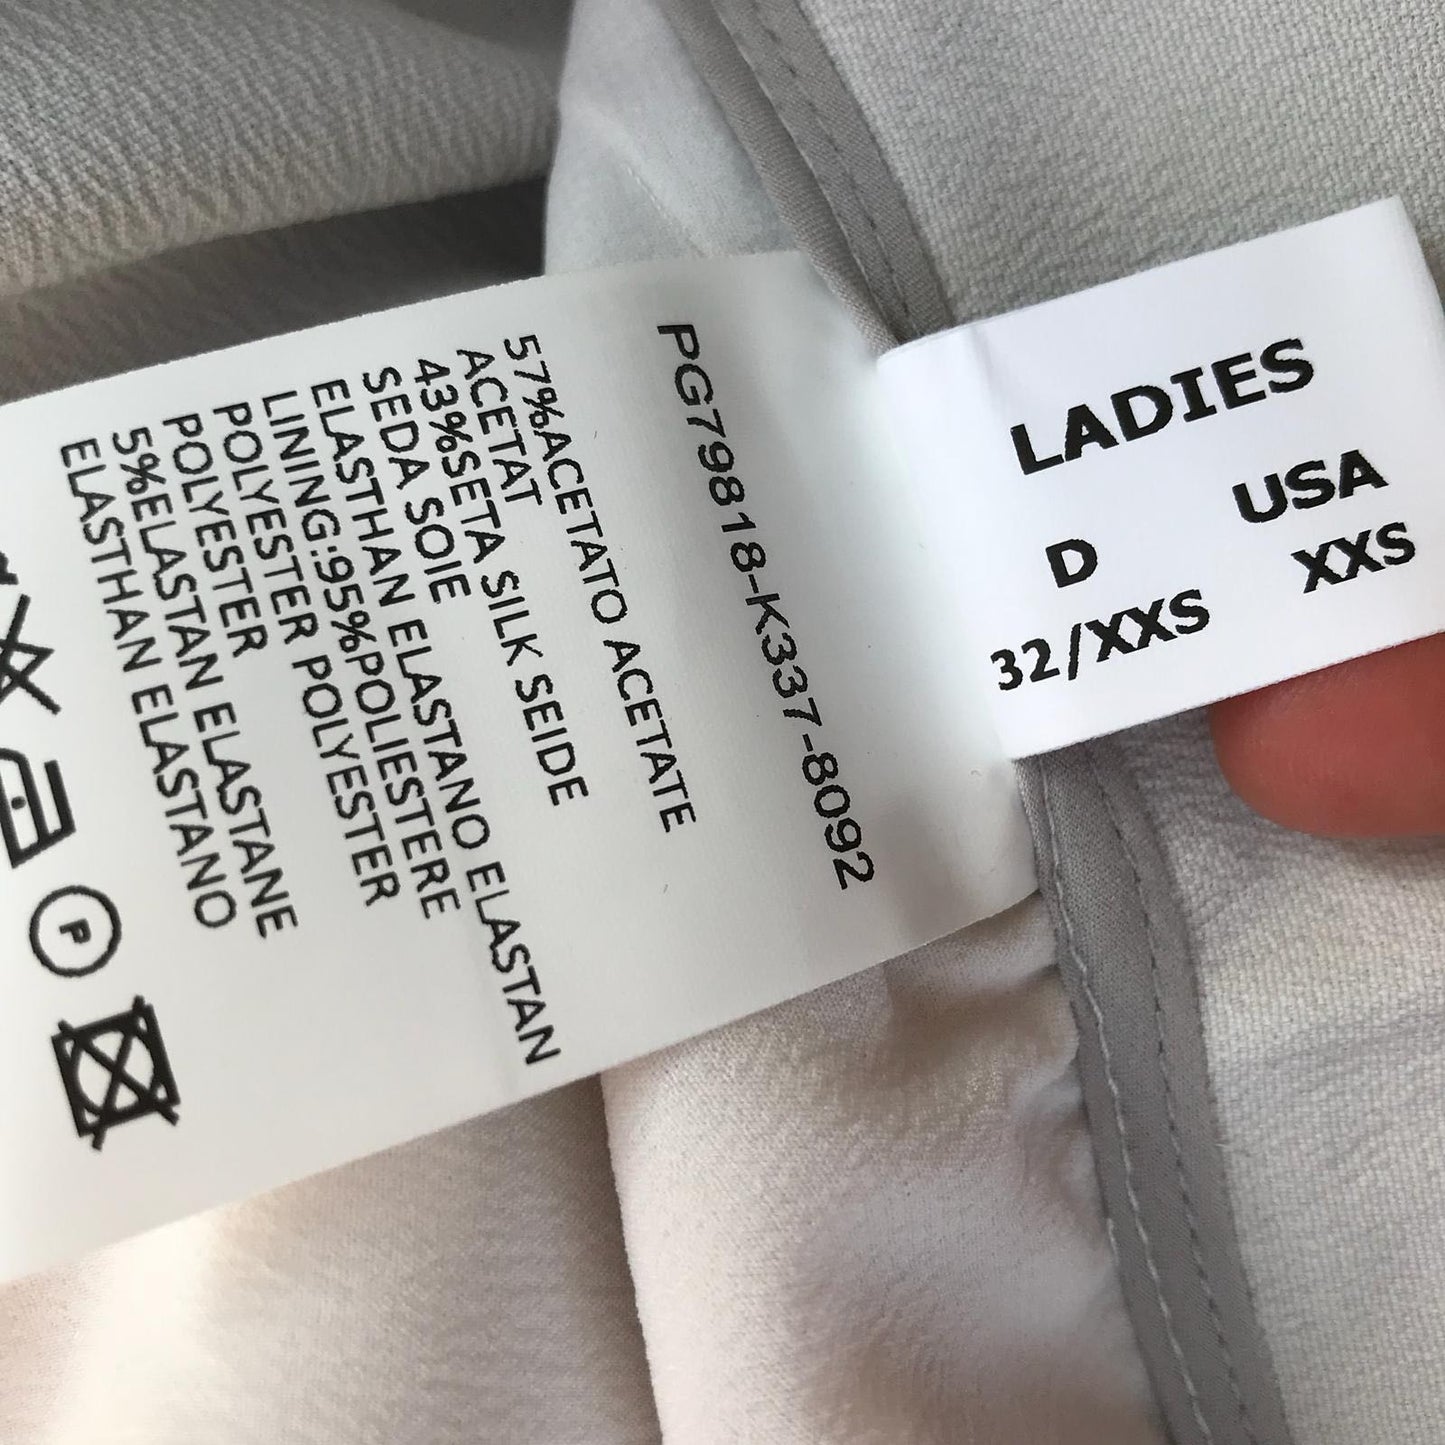 LADIES
D USA
32/XXS XXS
PG79818-K337-8092
57%ACETATO ACETATE
ACETAT
43%SETA SILK SEIDE
SEDA SOIE
ELASTHAN ELASTANO ELASTAN
LINING:95%POLIESTERE
POLYESTER POLYESTER
POLYESTER
5%ELASTAN ELASTANE
ELASTHAN ELASTANO
P